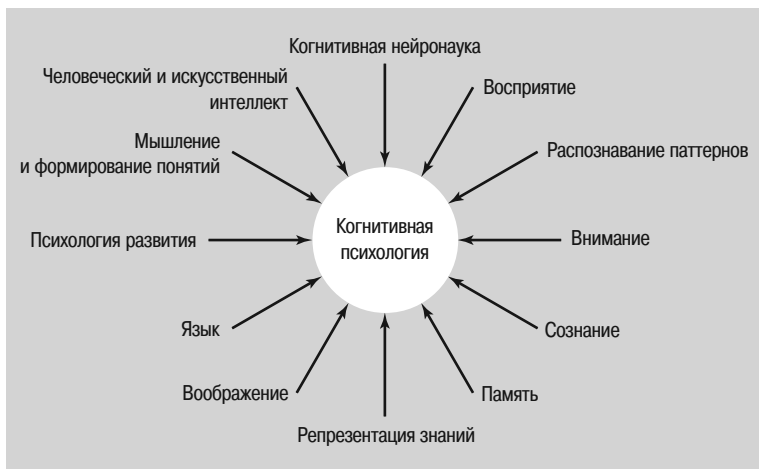 Когнитивная нейронаука
Человеческий и искусственный
интеллект
Восприятие
Мышление
и формирование понятий
Распознавание паттернов
Когнитивная
психология
Психология развития
Внимание
Язык
Сознание
Воображение
Память
Репрезентация знаний